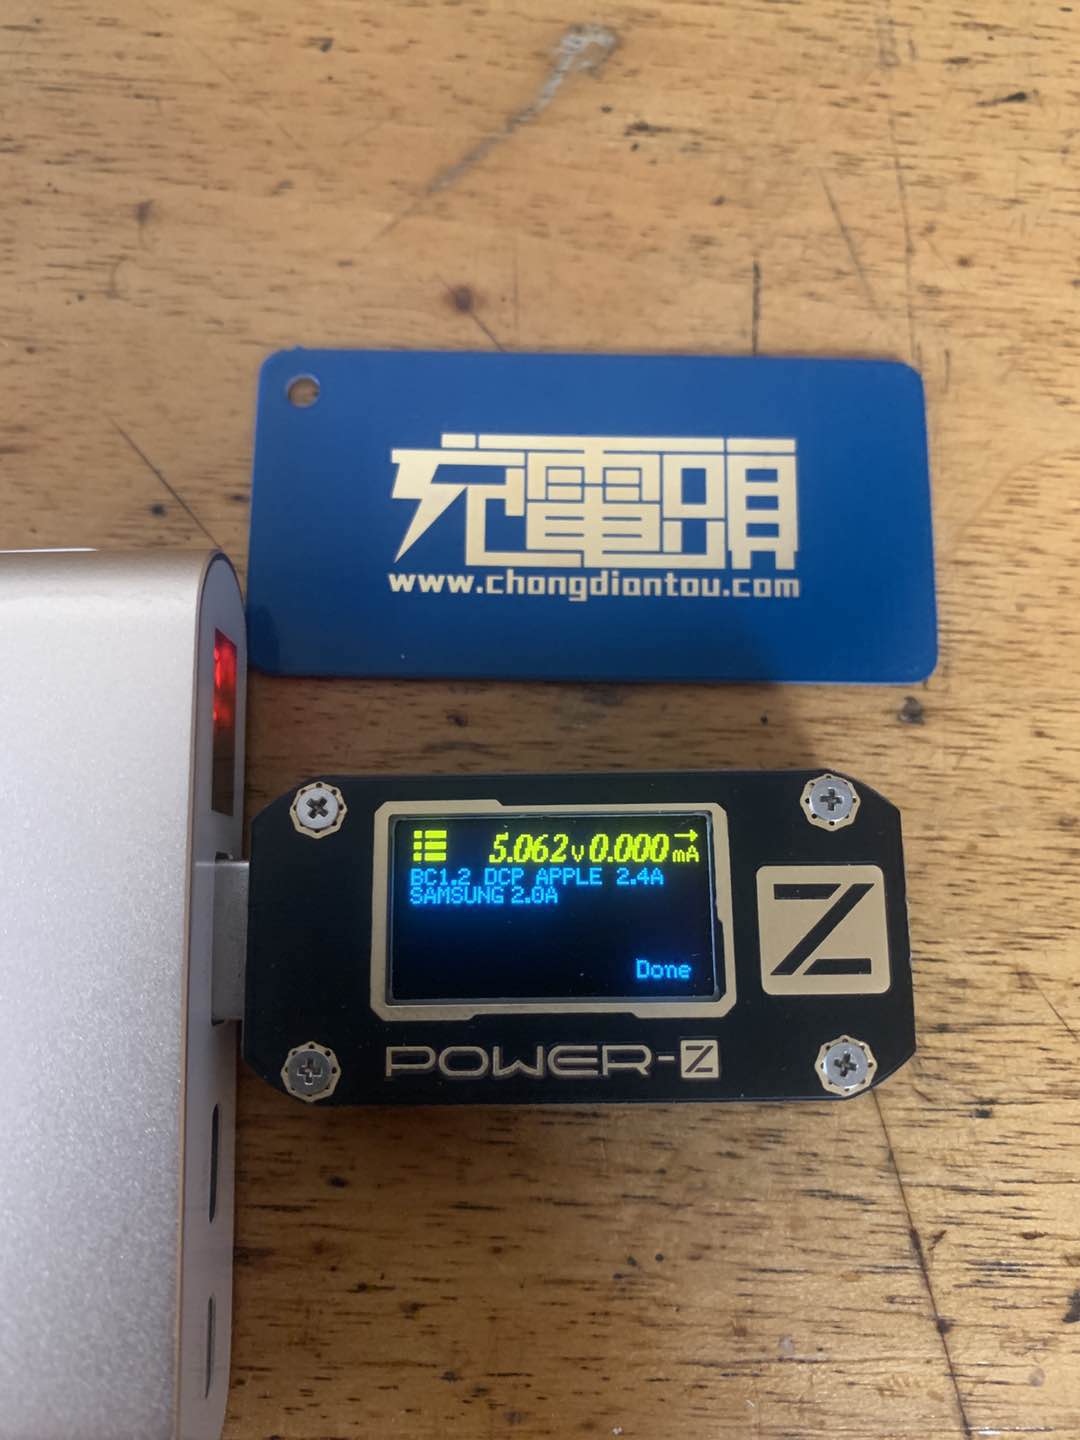 充電頭
www.chongdiantou.com
5.062V 0.000mA
BC1.2 DCP APPLE 2.4A
SAMSUNG 2.0A
Done
Z
POWER-Z